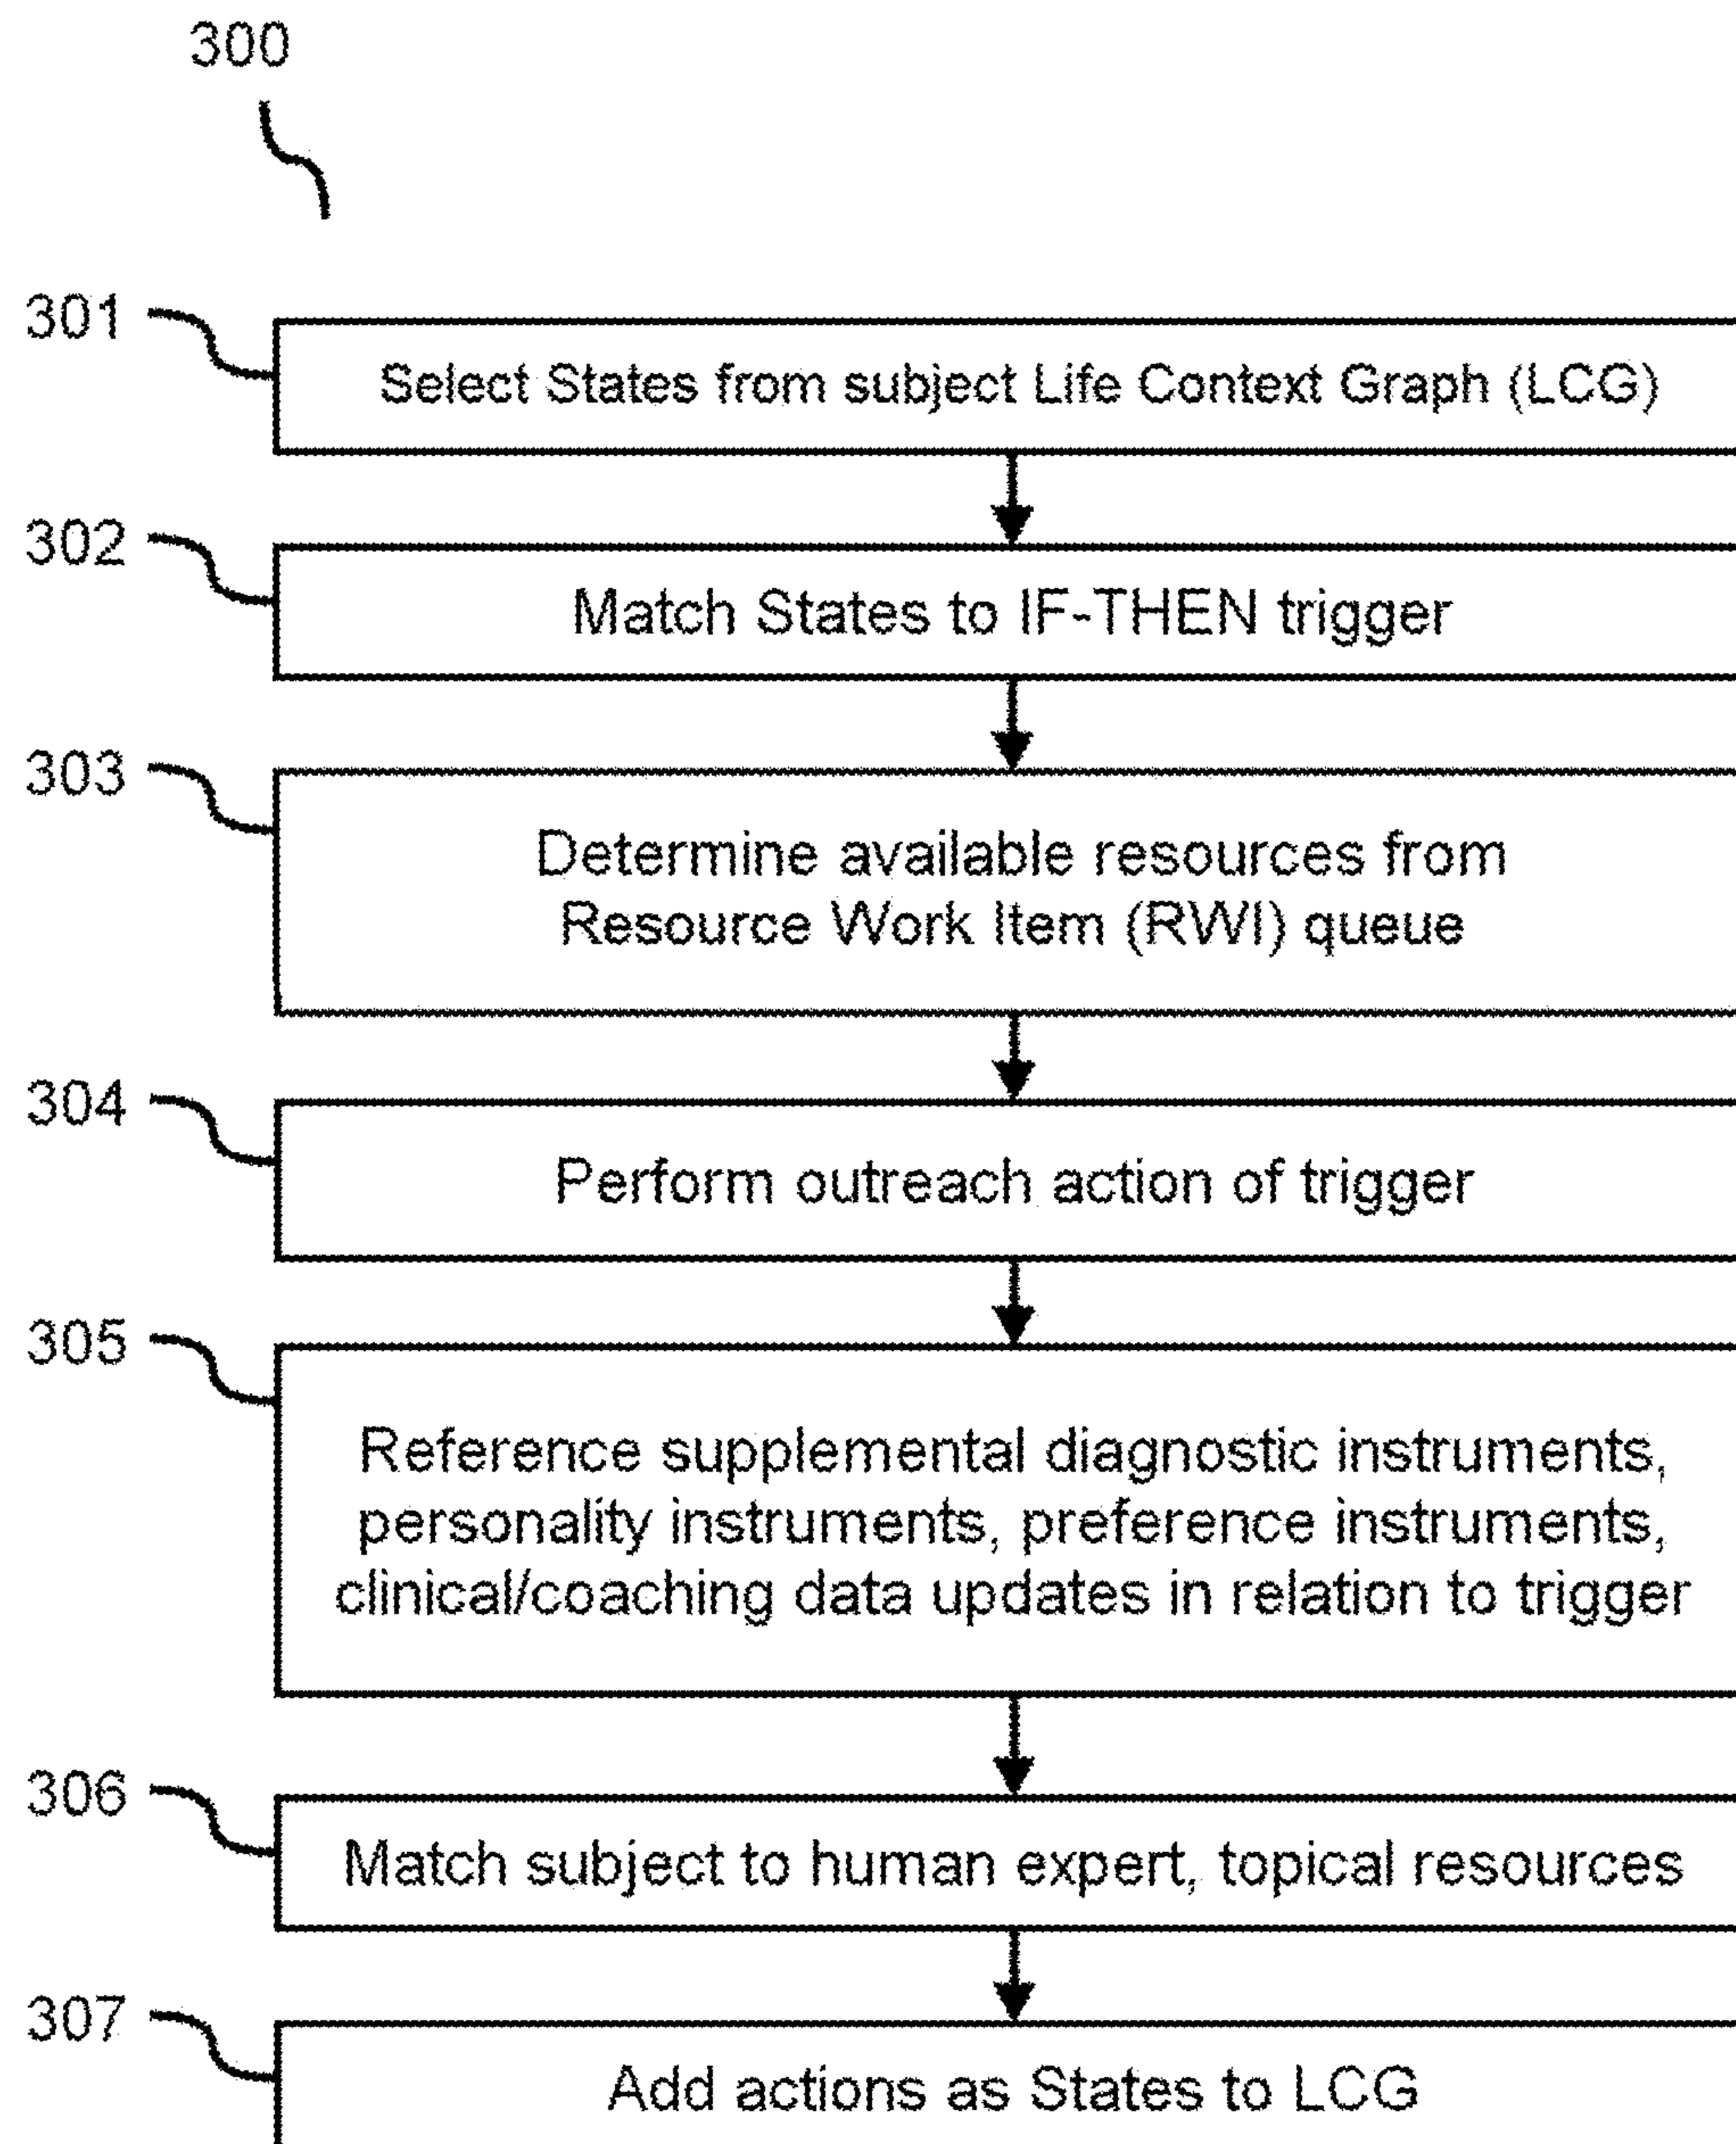 300
301
Select States from subject Life Context Graph (LCG)
302
Match States to IF-THEN trigger
303
Determine available resources from
Resource Work Item (RWI) queue
304
Perform outreach action of trigger
305
Reference supplemental diagnostic instruments,
personality instruments, preference instruments,
clinical/coaching data updates in relation to trigger
306
Match subject to human expert, topical resources
307
Add actions as States to LCG